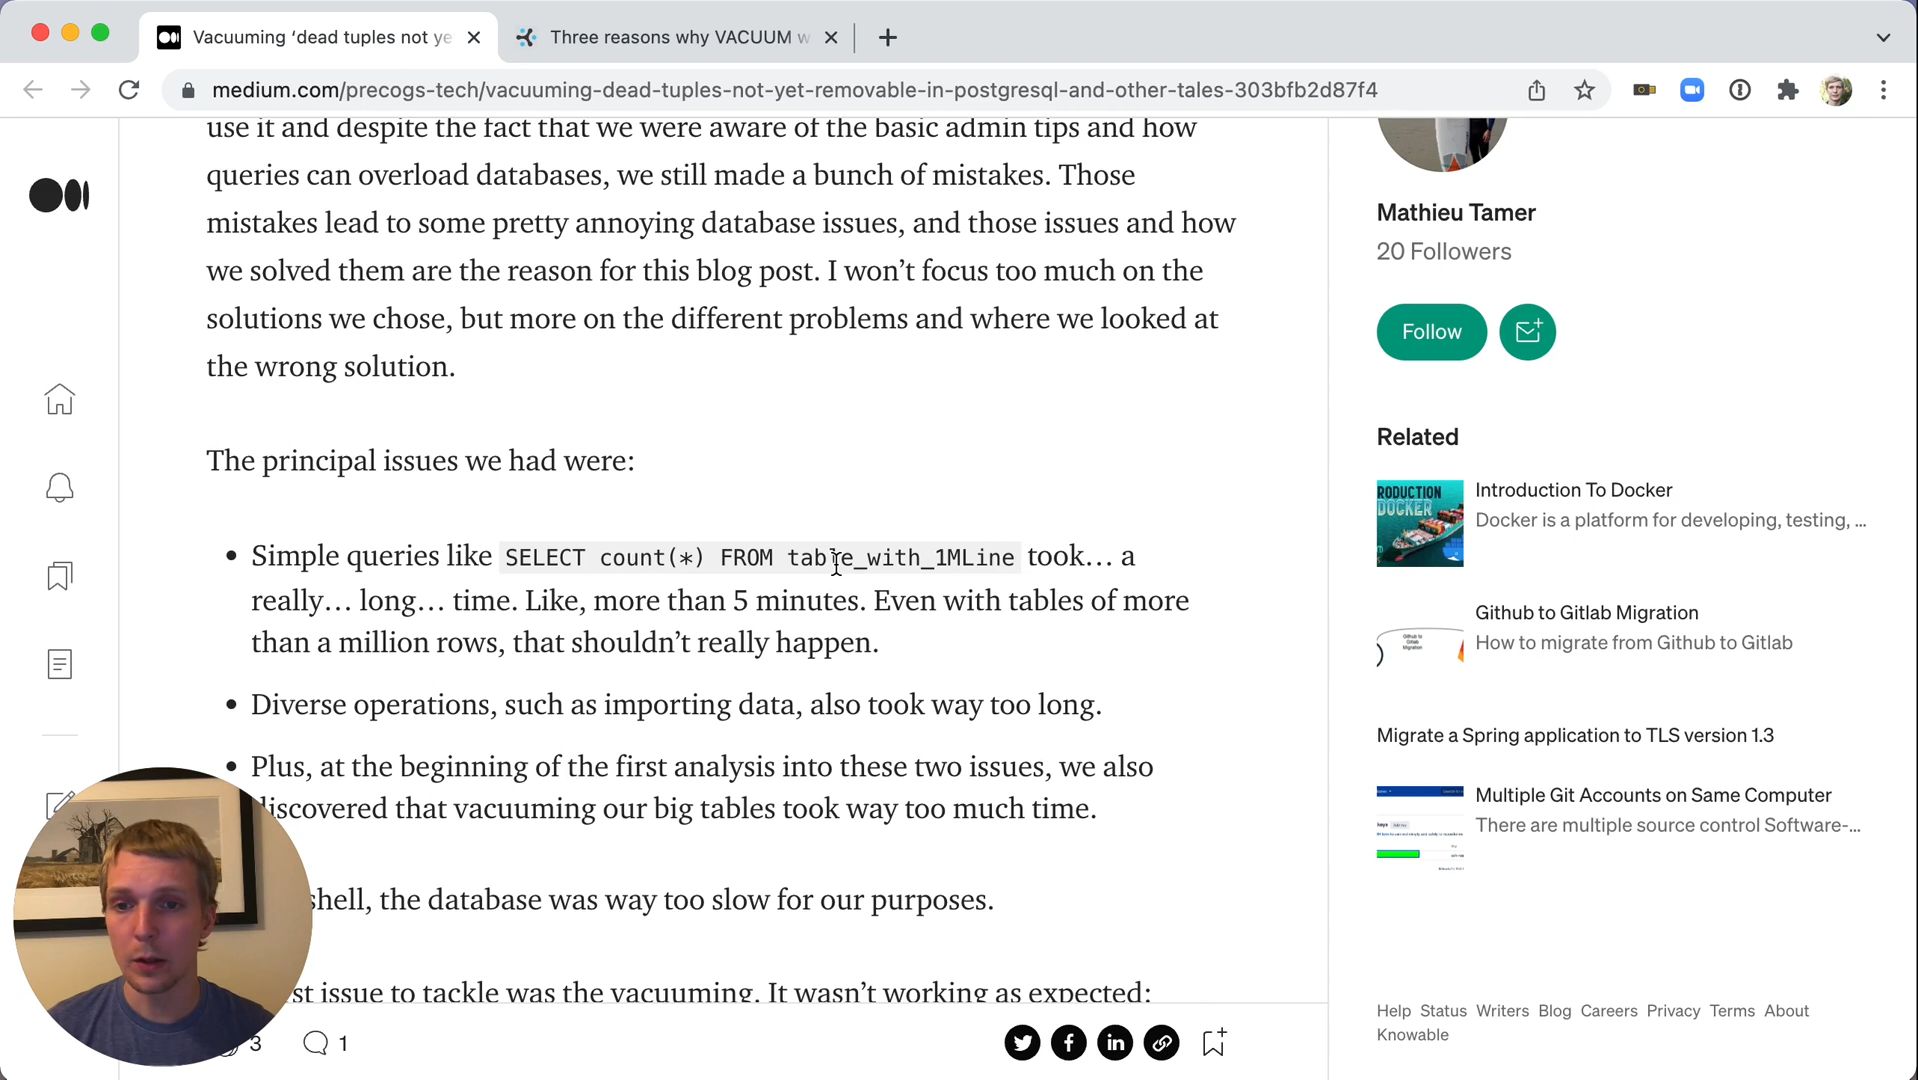 Vacuuming ‘dead tuples not ye
Three reasons why VACUUM w
medium.com/precogs-tech/vacuuming-dead-tuples-not-yet-removable-in-postgresql-and-other-tales-303bfb2d87f4
use it and despite the fact that we were aware of the basic admin tips and how
queries can overload databases, we still made a bunch of mistakes. Those
mistakes lead to some pretty annoying database issues, and those issues and how
we solved them are the reason for this blog post. I won’t focus too much on the
solutions we chose, but more on the different problems and where we looked at
the wrong solution.
The principal issues we had were:
• Simple queries like SELECT count(*) FROM table_with_1MLine took… a
really… long… time. Like, more than 5 minutes. Even with tables of more
than a million rows, that shouldn’t really happen.
• Diverse operations, such as importing data, also took way too long.
• Plus, at the beginning of the first analysis into these two issues, we also
iscovered that vacuuming our big tables took way too much time.
shell, the database was way too slow for our purposes.
st issue to tackle was the vacuuming. It wasn’t working as expected:
3
1
Mathieu Tamer
20 Followers
Follow
Related
RODUCTION
DOCKER
Introduction To Docker
Docker is a platform for developing, testing, ...
Github to Gitlab Migration
Github to Gitlab Migration
How to migrate from Github to Gitlab
Migrate a Spring application to TLS version 1.3
Multiple Git Accounts on Same Computer
There are multiple source control Software-...
Help Status Writers Blog Careers Privacy Terms About
Knowable